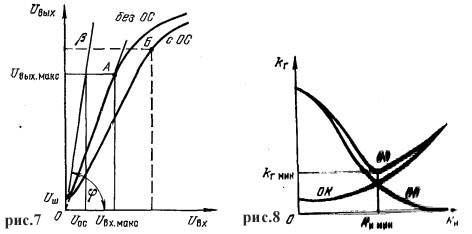 Uвых
β
без ОС
Б
с ОС
А
Uвых.макс
φ
Uш
0
Uос
Uвх.макс
Uвх
рис.7
kг
kг мин
ОК
0
рис.8